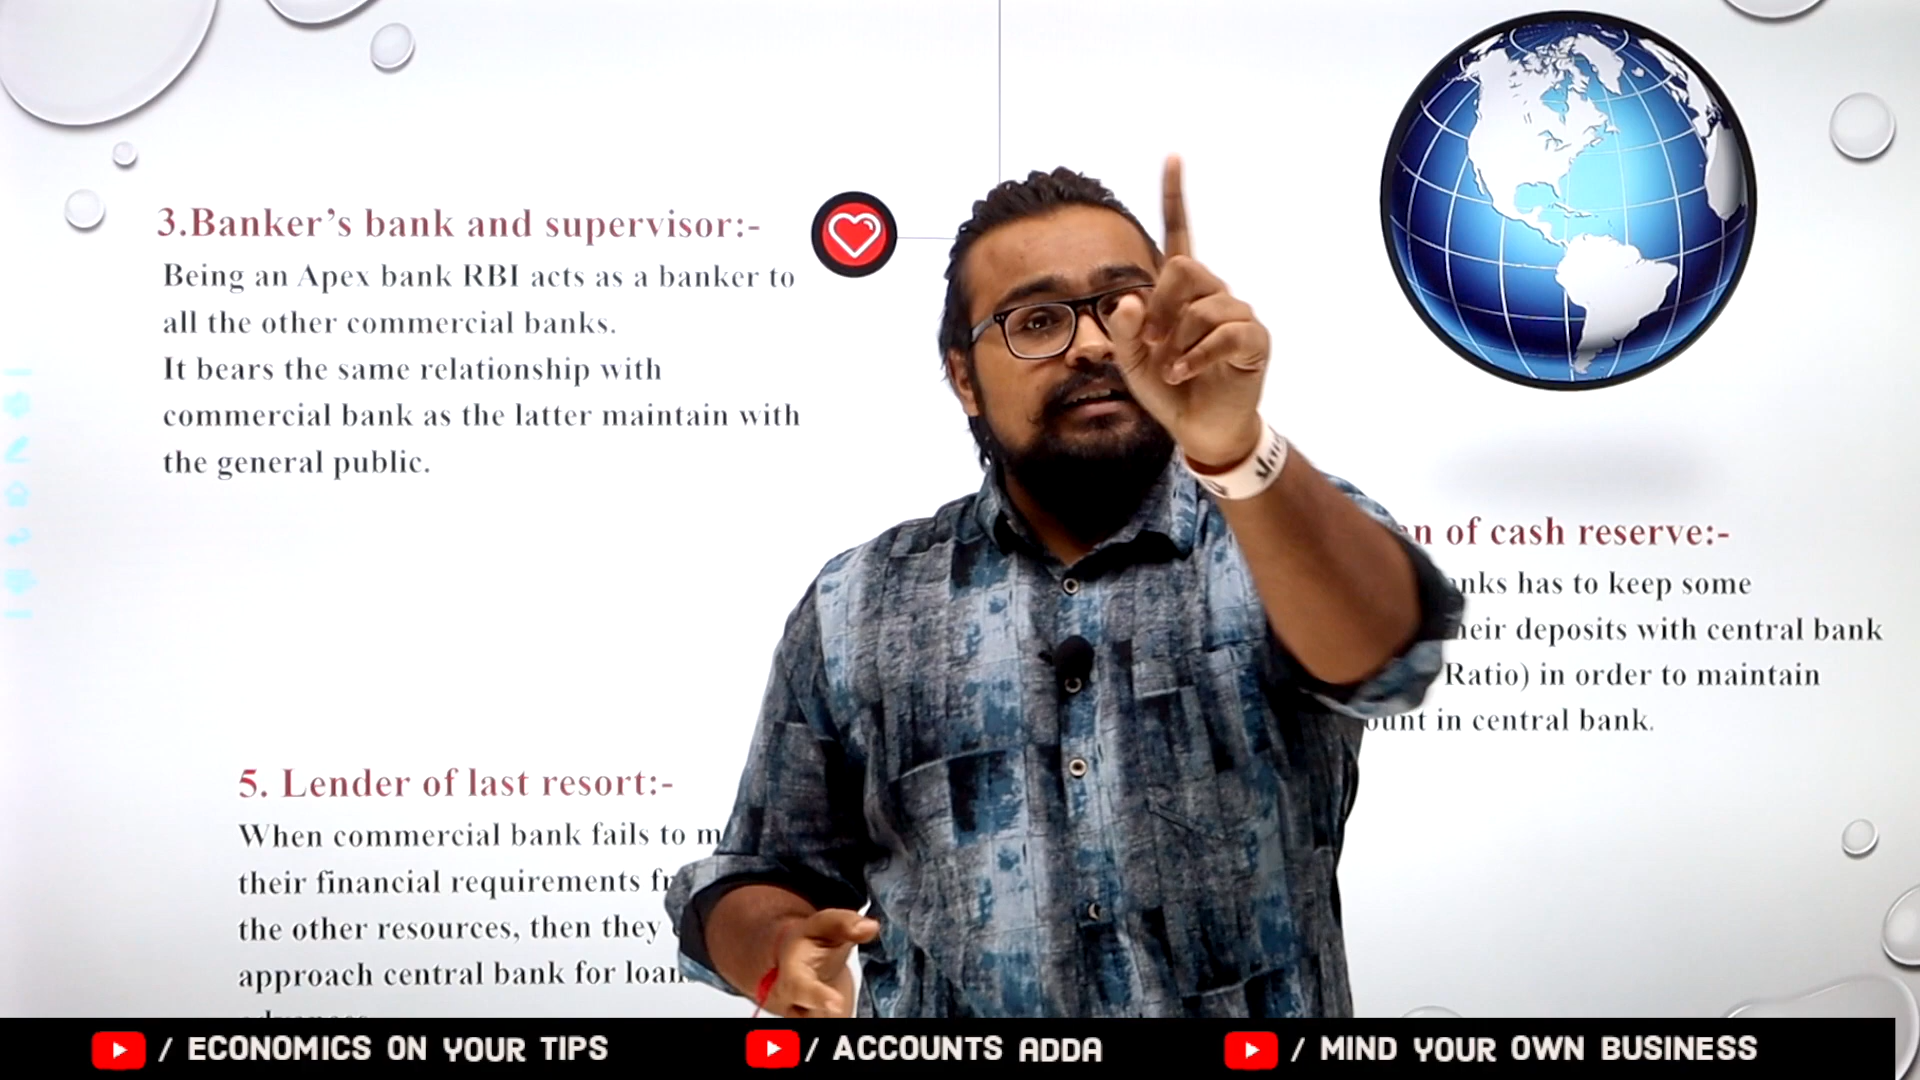 3.Banker's bank and supervisor:-
Being an Apex bank RBI acts as a banker to
all the other commercial banks.
It bears the same relationship with
commercial bank as the latter maintain with
the general public.
of cash reserve:-
has to keep some
deposits with central bank
Ratio) in order to maintain
in central bank.
5. Lender of last resort:-
When commercial bank fails to
their financial requirements
the other resources, then they
approach central bank for
/ ECONOMICS ON YOUR TIPS
/ ACCOUNTS ADDA
/ MIND YOUR OWN BUSINESS